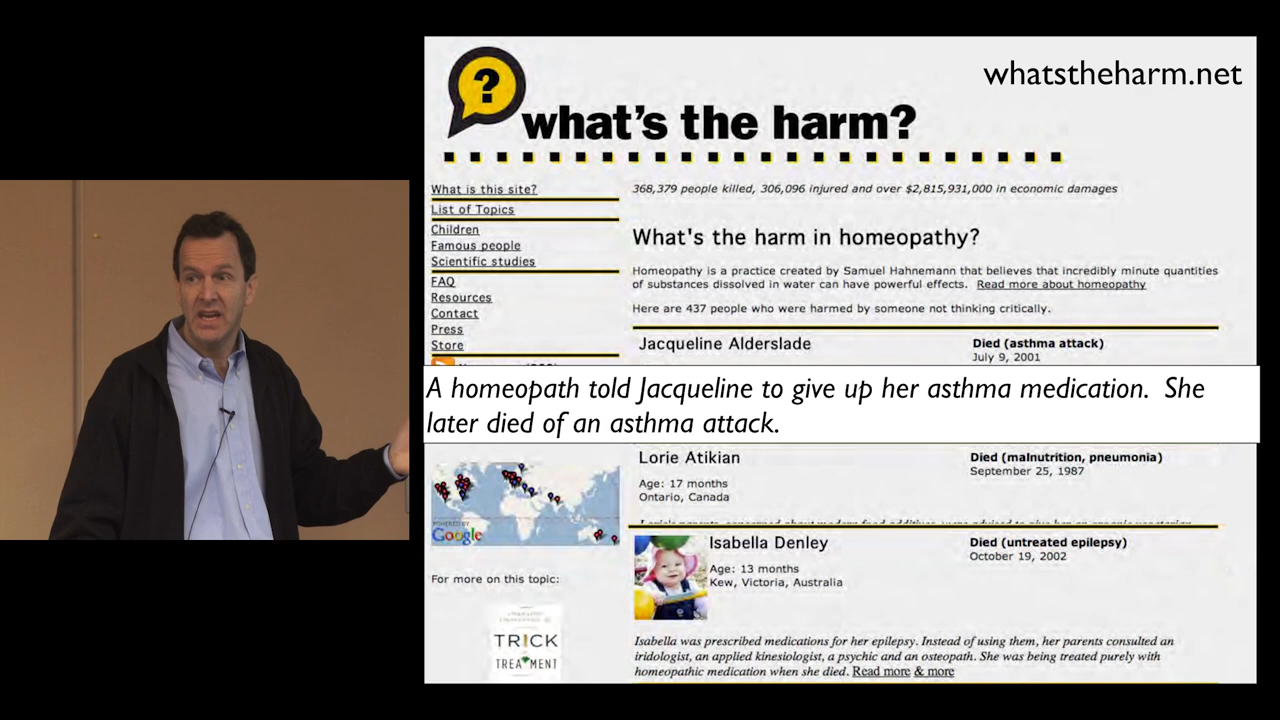 whatstheharm.net
?
what's the harm?
What is this site?
List of Topics
Children
Famous people
Scientific studies
FAQ
Resources
Contact
Press
Store
368,379 people killed, 306,096 injured and over $2,815,931,000 in economic damages
What's the harm in homeopathy?
Homeopathy is a practice created by Samuel Hahnemann that believes that incredibly minute quantities
of substances dissolved in water can have powerful effects. Read more about homeopathy
Here are 437 people who were harmed by someone not thinking critically.
Jacqueline Alderslade
Died (asthma attack)
July 9, 2001
A homeopath told Jacqueline to give up her asthma medication. She
later died of an asthma attack.
Lorie Atikian
Died (malnutrition, pneumonia)
September 25, 1987
Age: 17 months
Ontario, Canada
POWERED BY
Google
Isabella Denley
Died (untreated epilepsy)
October 19, 2002
Age: 13 months
Kew, Victoria, Australia
For more on this topic:
TRICK
TREATMENT
Isabella was prescribed medications for her epilepsy. Instead of using them, her parents consulted an
iridologist, an applied kinesiologist, a psychic and an osteopath. She was being treated purely with
homeopathic medication when she died. Read more & more